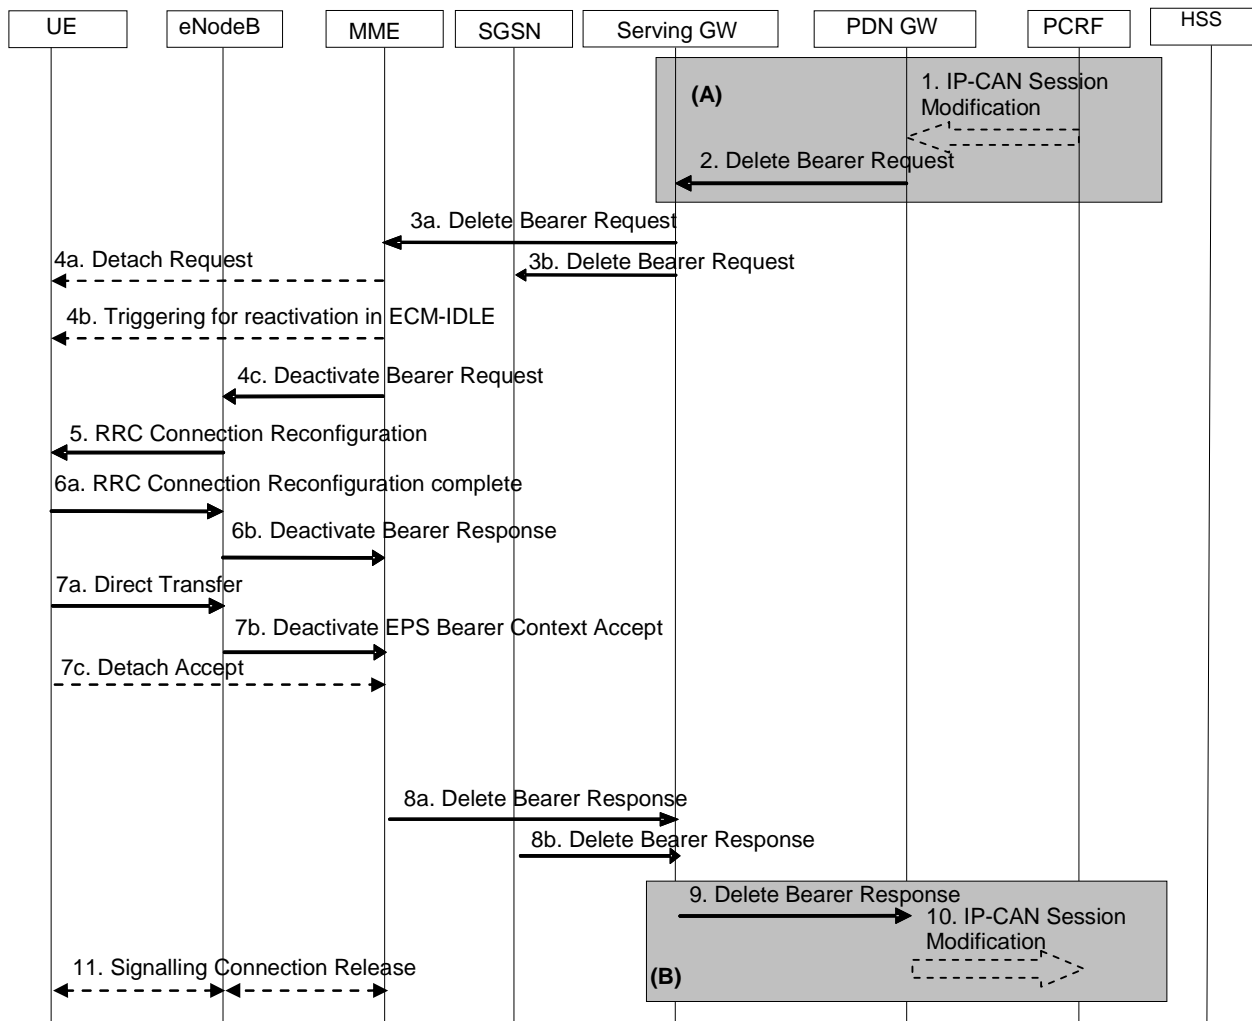 UE
eNodeB
MME
SGSN
Serving GW
PDN GW
PCRF
HSS
(A)
1. IP-CAN Session
Modification
2. Delete Bearer Request
3a. Delete Bearer Request
4a. Detach Request
3b. Delete Bearer Request
4b. Triggering for reactivation in ECM-IDLE
4c. Deactivate Bearer Request
5. RRC Connection Reconfiguration
6a. RRC Connection Reconfiguration complete
6b. Deactivate Bearer Response
7a. Direct Transfer
7b. Deactivate EPS Bearer Context Accept
7c. Detach Accept
8a. Delete Bearer Response
8b. Delete Bearer Response
9. Delete Bearer Response
10. IP-CAN Session
Modification
11. Signalling Connection Release
(B)